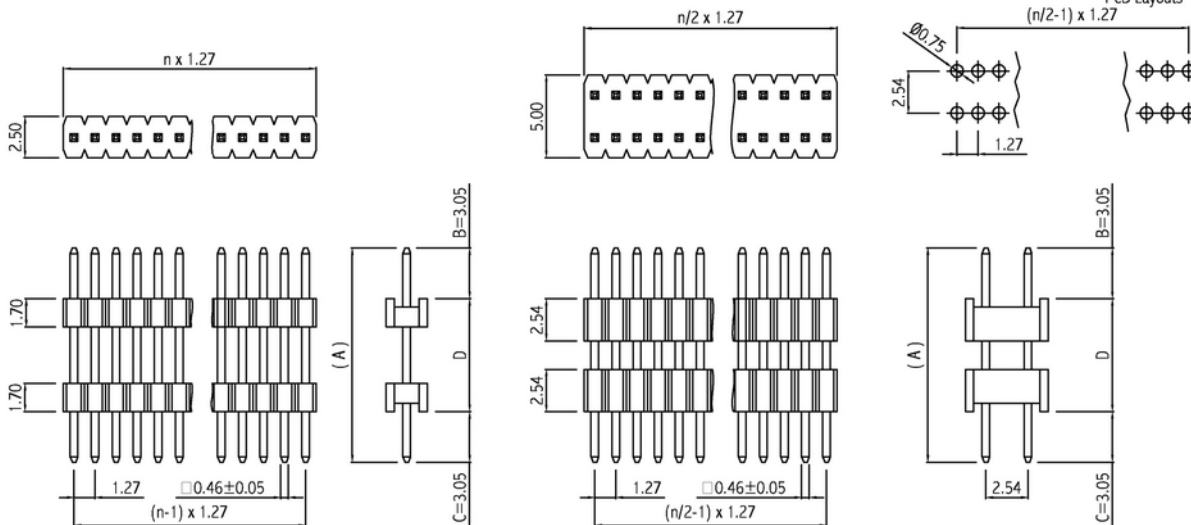 n x 1.27
2.50
n/2 x 1.27
5.00
(n/2-1) x 1.27
Ø0.75
2.54
1.27
1.70
1.70
(A)
B=3.05
D
C=3.05
1.27
□0.46±0.05
(n-1) x 1.27
2.54
2.54
1.27
□0.46±0.05
(n/2-1) x 1.27
(A)
B=3.05
D
C=3.05
2.54